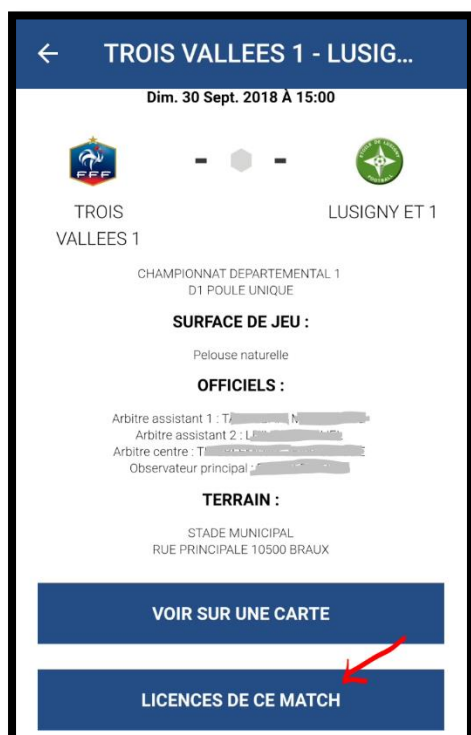 TROIS VALLEES 1 - LUSIG...
Dim. 30 Sept. 2018 À 15:00
FFF
- -
TROIS
VALLEES 1
LUSIGNY ET 1
CHAMPIONNAT DEPARTEMENTAL 1
D1 POULE UNIQUE
SURFACE DE JEU :
Pelouse naturelle
OFFICIELS :
Arbitre assistant 1 :
Arbitre assistant 2 :
Arbitre centre :
Observateur principal :
TERRAIN :
STADE MUNICIPAL
RUE PRINCIPALE 10500 BRAUX
VOIR SUR UNE CARTE
LICENCES DE CE MATCH